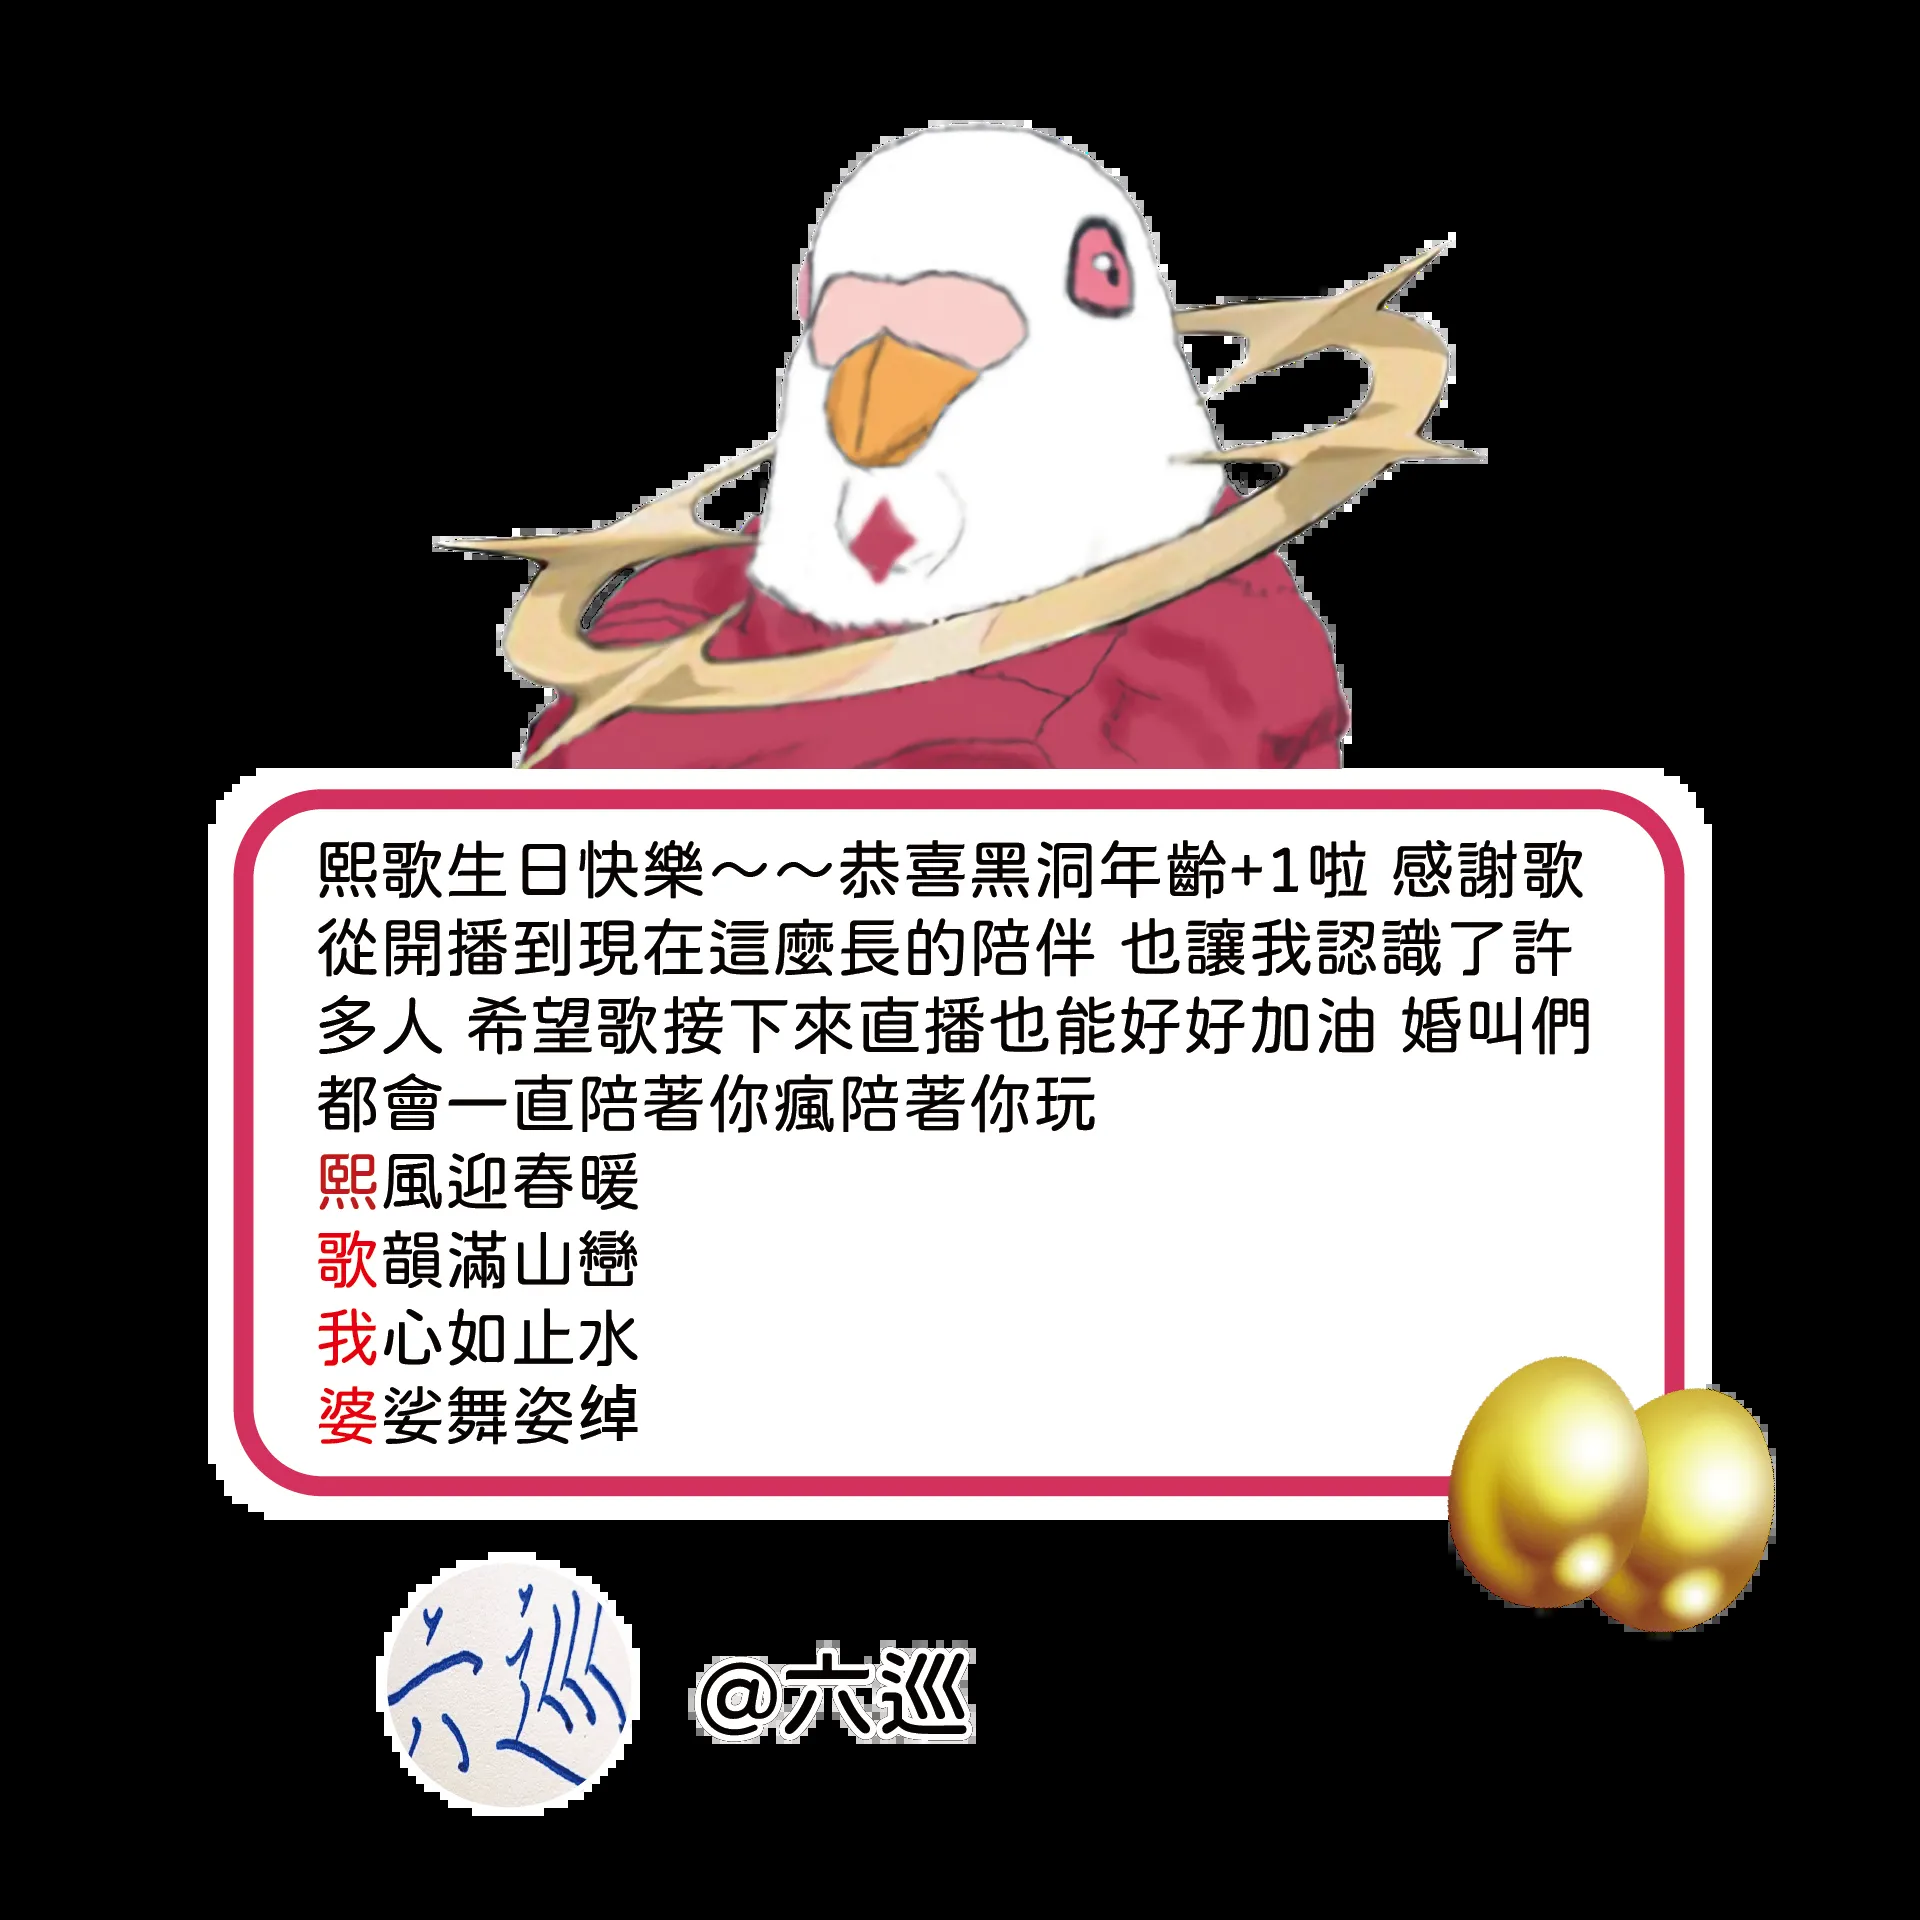 熙歌生日快樂～～恭喜黑洞年齡+1啦 感謝歌
從開播到現在這麼長的陪伴 也讓我認識了許
多人 希望歌接下來直播也能好好加油 婚叫們
都會一直陪著你瘋陪著你玩
熙風迎春暖
歌韻滿山巒
我心如止水
婆娑舞姿绰
六巡
@六巡